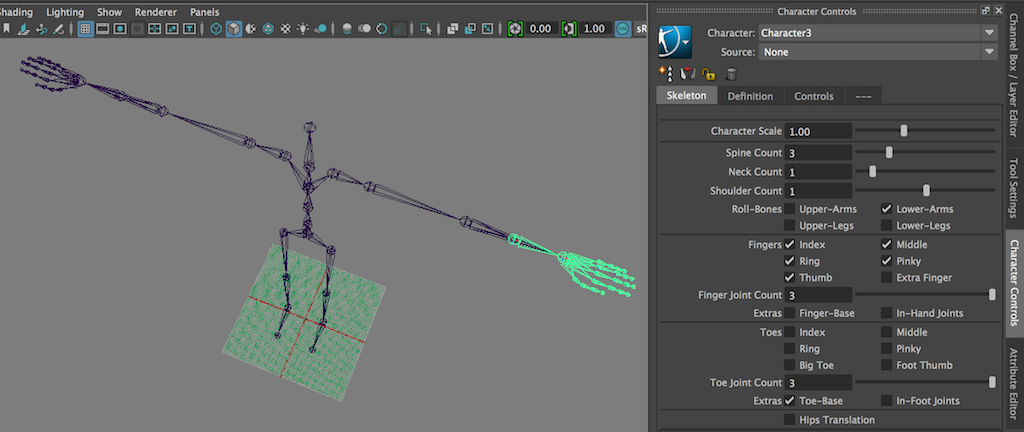 hading Lighting Show Renderer Panels
0.00 1.00 sR
Character Controls
Character: Character3
Source: None
Skeleton Definition Controls ---
Character Scale 1.00
Spine Count 3
Neck Count 1
Shoulder Count 1
Roll-Bones Upper-Arms Lower-Arms
Upper-Legs Lower-Legs
Fingers Index Middle
Ring Pinky
Thumb Extra Finger
Finger Joint Count 3
Extras Finger-Base In-Hand Joints
Toes Index Middle
Ring Pinky
Big Toe Foot Thumb
Toe Joint Count 3
Extras Toe-Base In-Foot Joints
Hips Translation
Channel Box / Layer Editor
Tool Settings
Character Controls
Attribute Editor